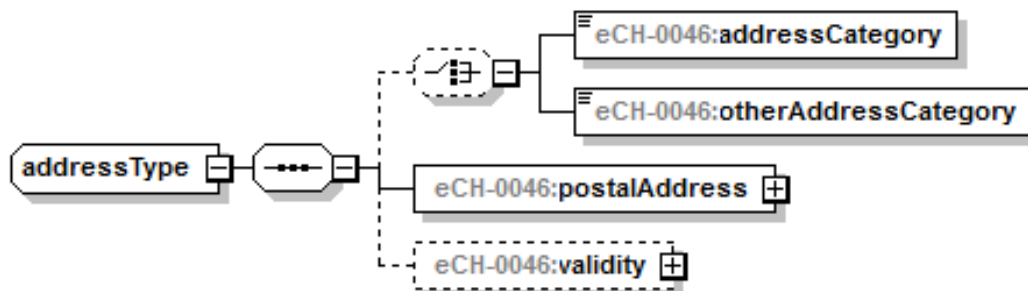 eCH-0046:addressCategory
eCH-0046:otherAddressCategory
addressType
eCH-0046:postalAddress
eCH-0046:validity